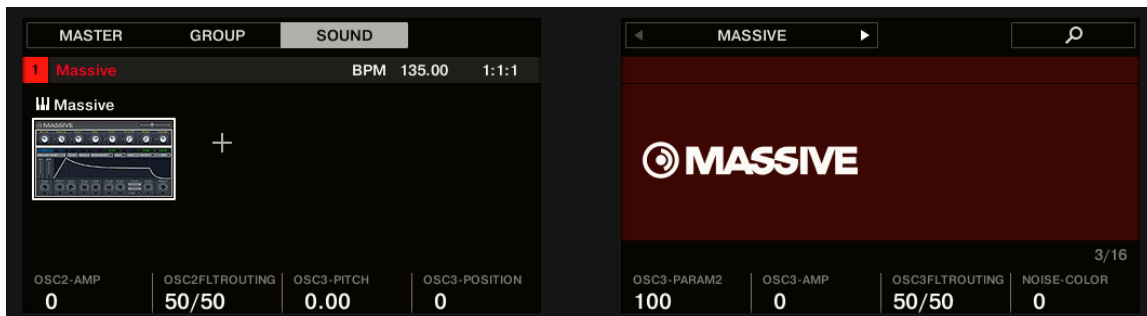 MASTER GROUP SOUND
1 Massive BPM 135.00 1:1:1
Massive
MASSIVE
OSC2-AMP OSC2FLTROUTING OSC3-PITCH OSC3-POSITION
0 50/50 0.00 0
MASSIVE
MASSIVE
3/16
OSC3-PARAM2 OSC3-AMP OSC3FLTROUTING NOISE-COLOR
100 0 50/50 0